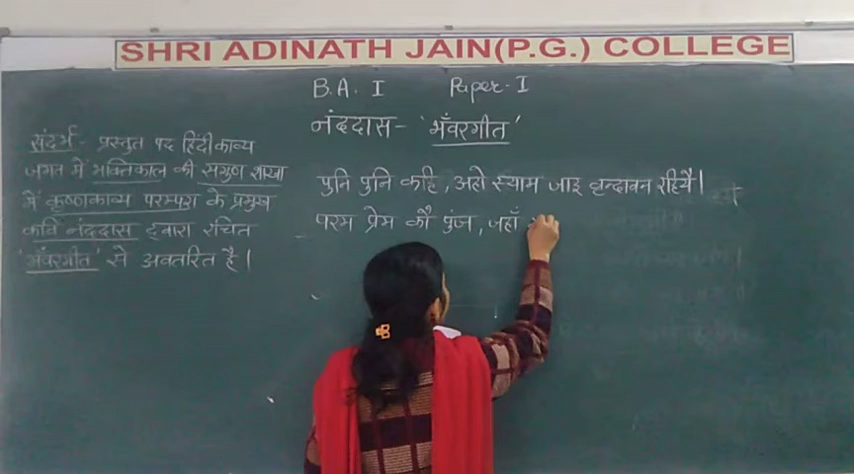 SHRI ADINATH JAIN(P.G.) COLLEGE
B.A. I Paper-I
नंददास- 'भँवरगीत'
संदर्भ - प्रस्तुत पद हिंदी काव्य
जगत में भक्तिकाल की सगुण शाखा
में कृष्णकाव्य परम्परा के प्रमुख
कवि नंददास द्वारा रचित
'भँवरगीत' से अवतरित है।
पुनि पुनि कहि, अहो स्याम जाइ वृन्दावन रहियै।
परम प्रेम कौ पुंज, जहाँ